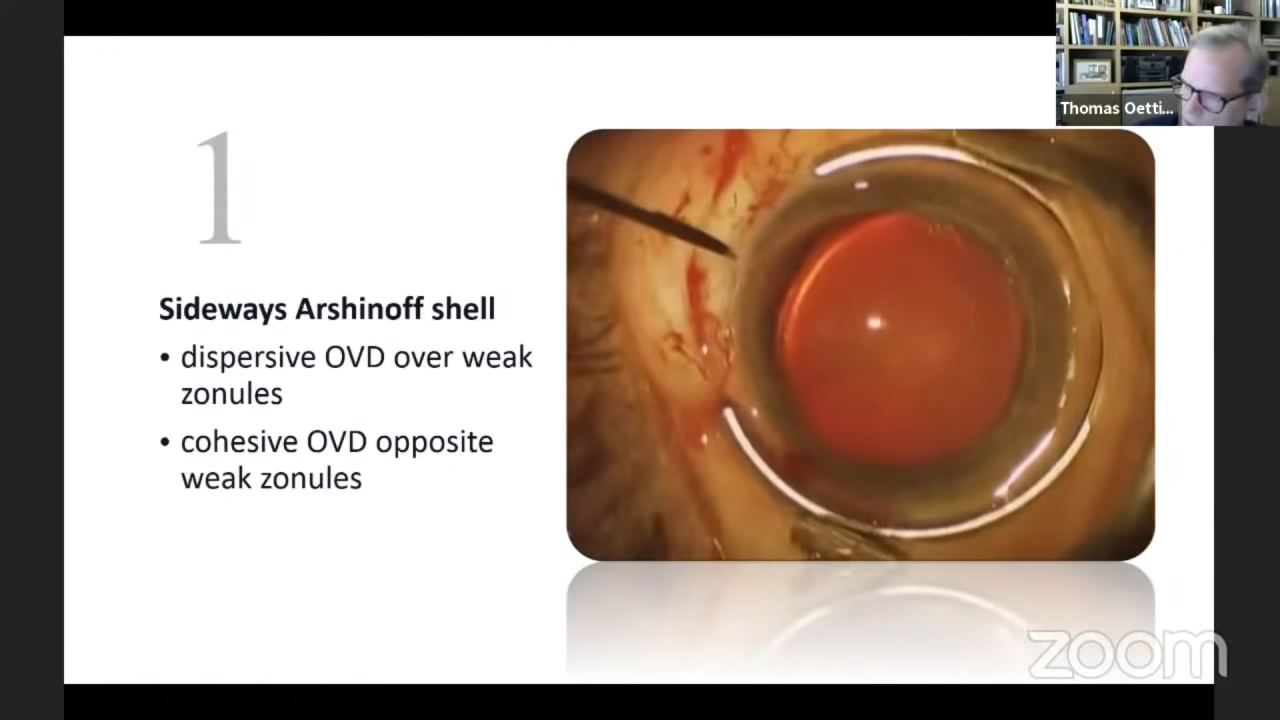 Thomas Oetti...
1
Sideways Arshinoff shell
• dispersive OVD over weak
zonules
• cohesive OVD opposite
weak zonules
zoom